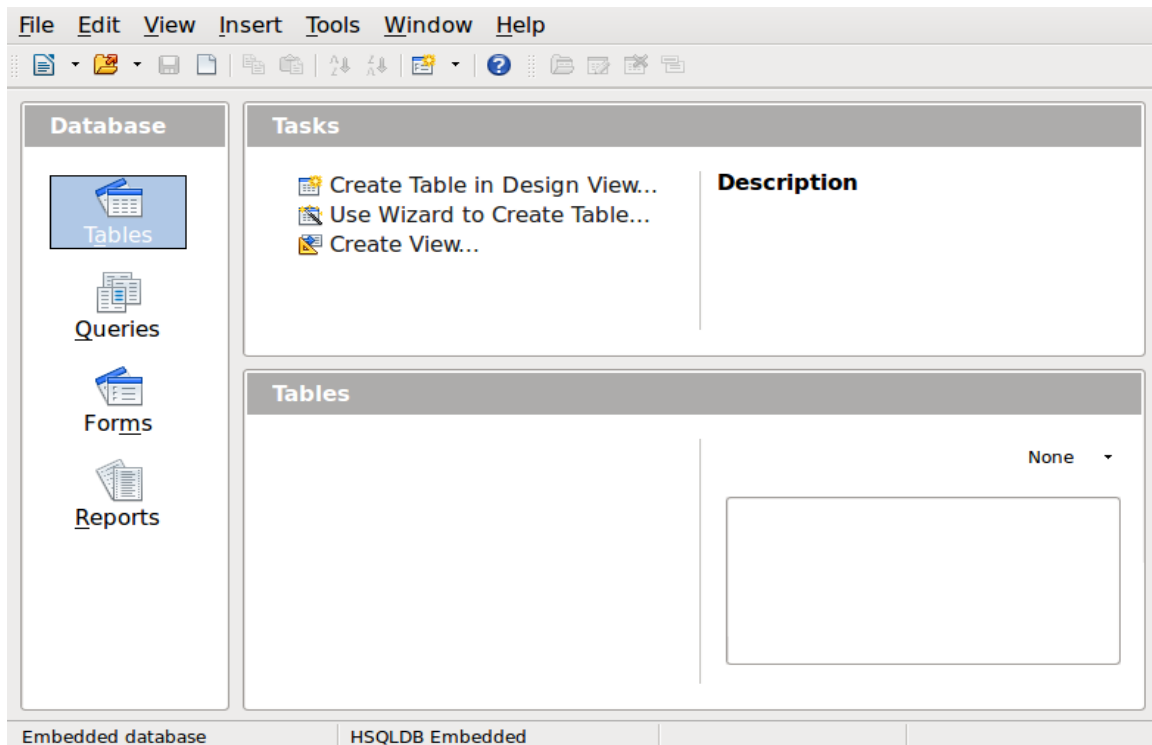 File Edit View Insert Tools Window Help
Database
Tables
Queries
Forms
Reports
Tasks
Create Table in Design View...
Use Wizard to Create Table...
Create View...
Description
Tables
None
Embedded database HSQLDB Embedded